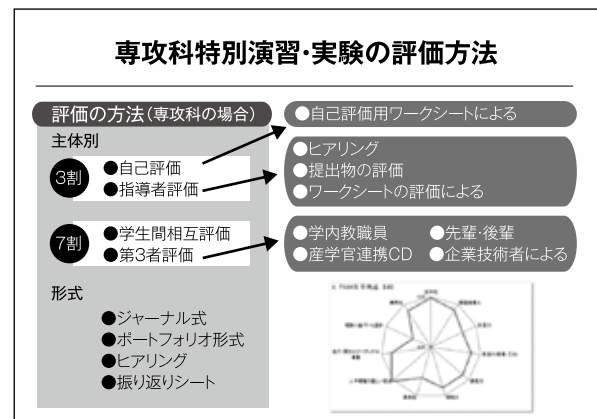 専攻科特別演習・実験の評価方法
評価の方法(専攻科の場合)
主体別
3割
●自己評価
●指導者評価
7割
●学生間相互評価
●第3者評価
形式
●ジャーナル式
●ポートフォリオ形式
●ヒアリング
●振り返りシート
●自己評価用ワークシートによる
●ヒアリング
●提出物の評価
●ワークシートの評価による
●学内教職員 ●先輩・後輩
●産学官連携CD ●企業技術者による